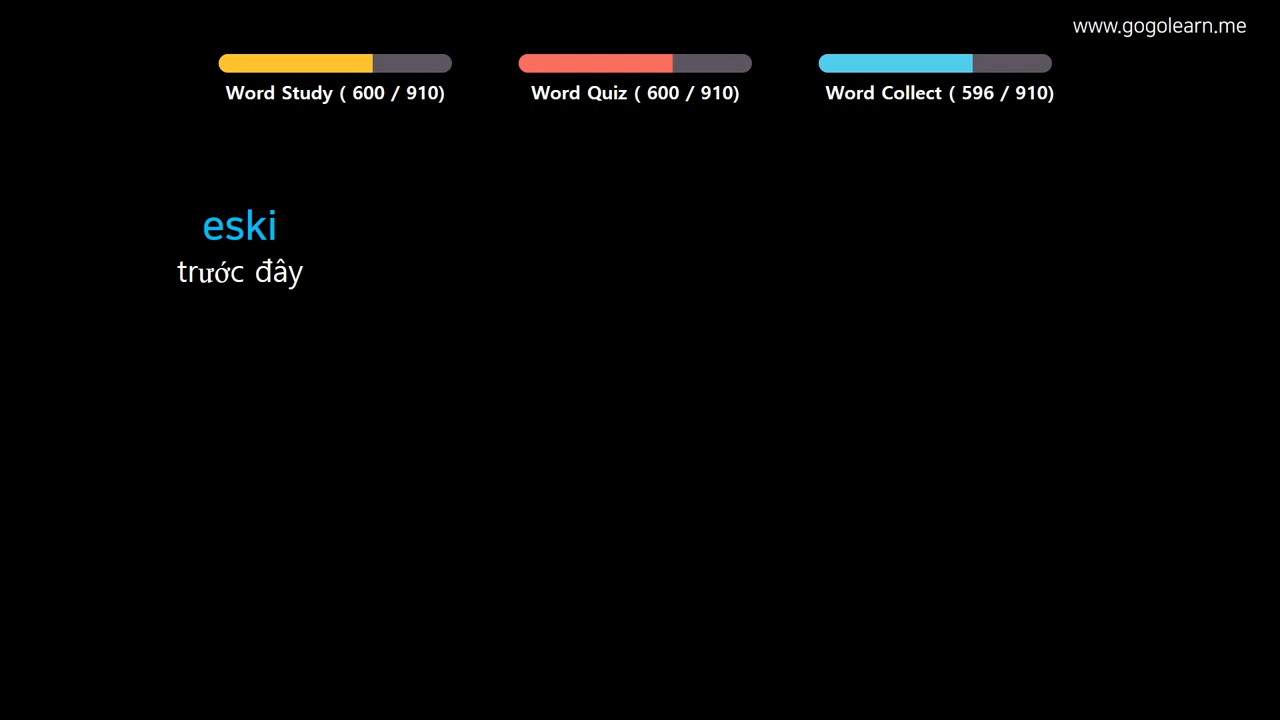 www.gogolearn.me
Word Study ( 600 / 910)
Word Quiz ( 600 / 910)
Word Collect ( 596 / 910)
eski
trước đây